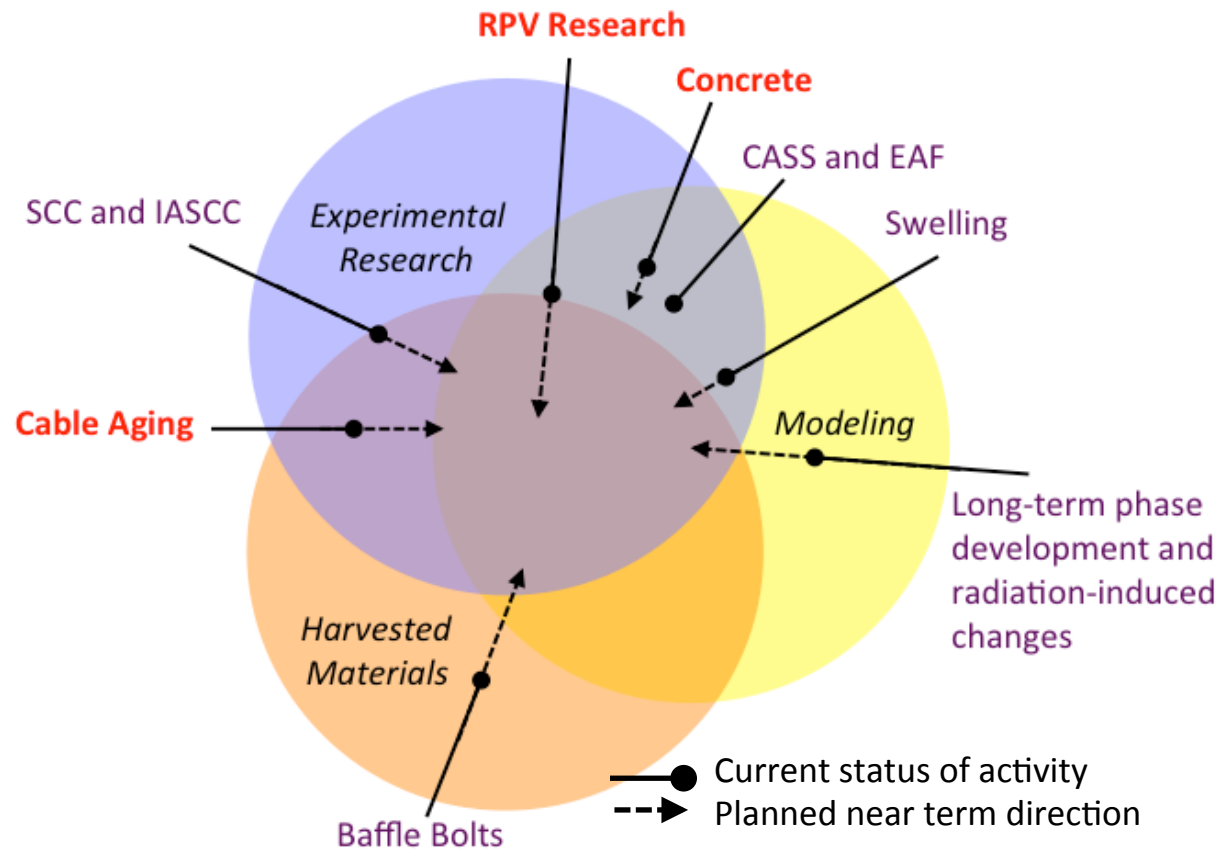 RPV Research
Concrete
CASS and EAF
SCC and IASCC
Experimental
Research
Swelling
Cable Aging
Modeling
Long-term phase
development and
radiation-induced
changes
Harvested
Materials
Current status of activity
Planned near term direction
Baffle Bolts